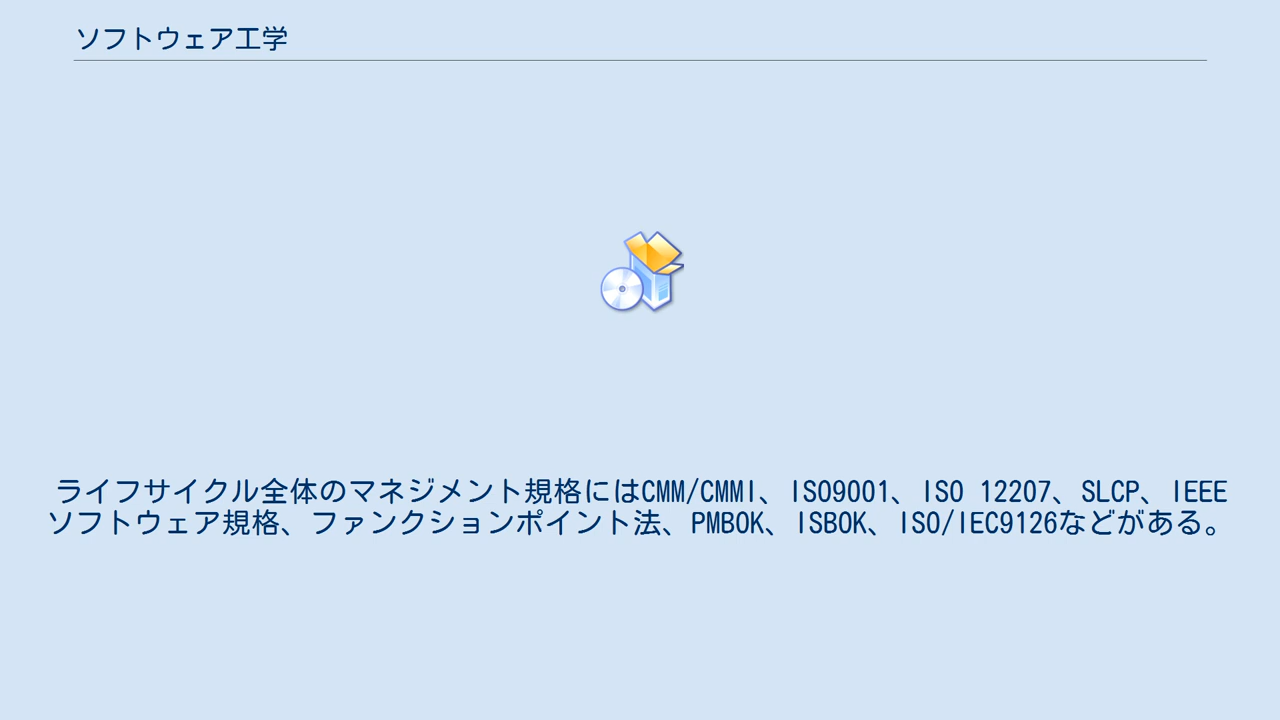 ソフトウェア工学
ライフサイクル全体のマネジメント規格にはCMM/CMMI、ISO9001、ISO 12207、SLCP、IEEE
ソフトウェア規格、ファンクションポイント法、PMBOK、ISBOK、ISO/IEC9126などがある。